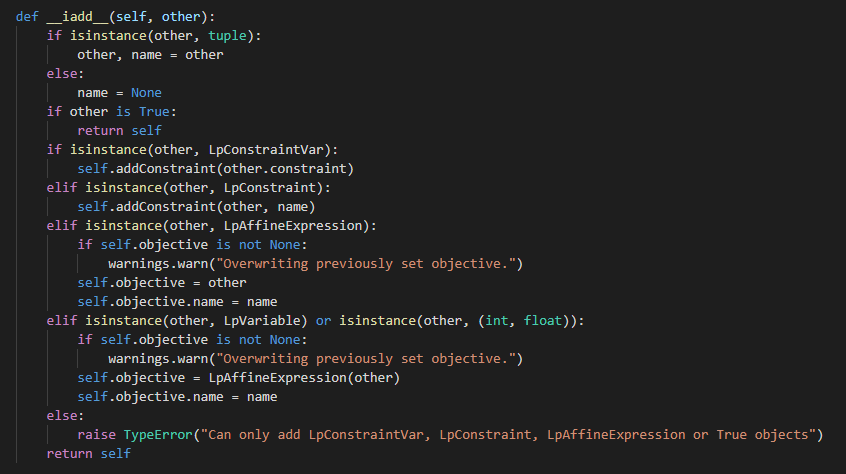 def __iadd__(self, other):
    if isinstance(other, tuple):
        other, name = other
    else:
        name = None
    if other is True:
        return self
    if isinstance(other, LpConstraintVar):
        self.addConstraint(other.constraint)
    elif isinstance(other, LpConstraint):
        self.addConstraint(other, name)
    elif isinstance(other, LpAffineExpression):
        if self.objective is not None:
            warnings.warn("Overwriting previously set objective.")
        self.objective = other
        self.objective.name = name
    elif isinstance(other, LpVariable) or isinstance(other, (int, float)):
        if self.objective is not None:
            warnings.warn("Overwriting previously set objective.")
        self.objective = LpAffineExpression(other)
        self.objective.name = name
    else:
        raise TypeError("Can only add LpConstraintVar, LpConstraint, LpAffineExpression or True objects")
    return self